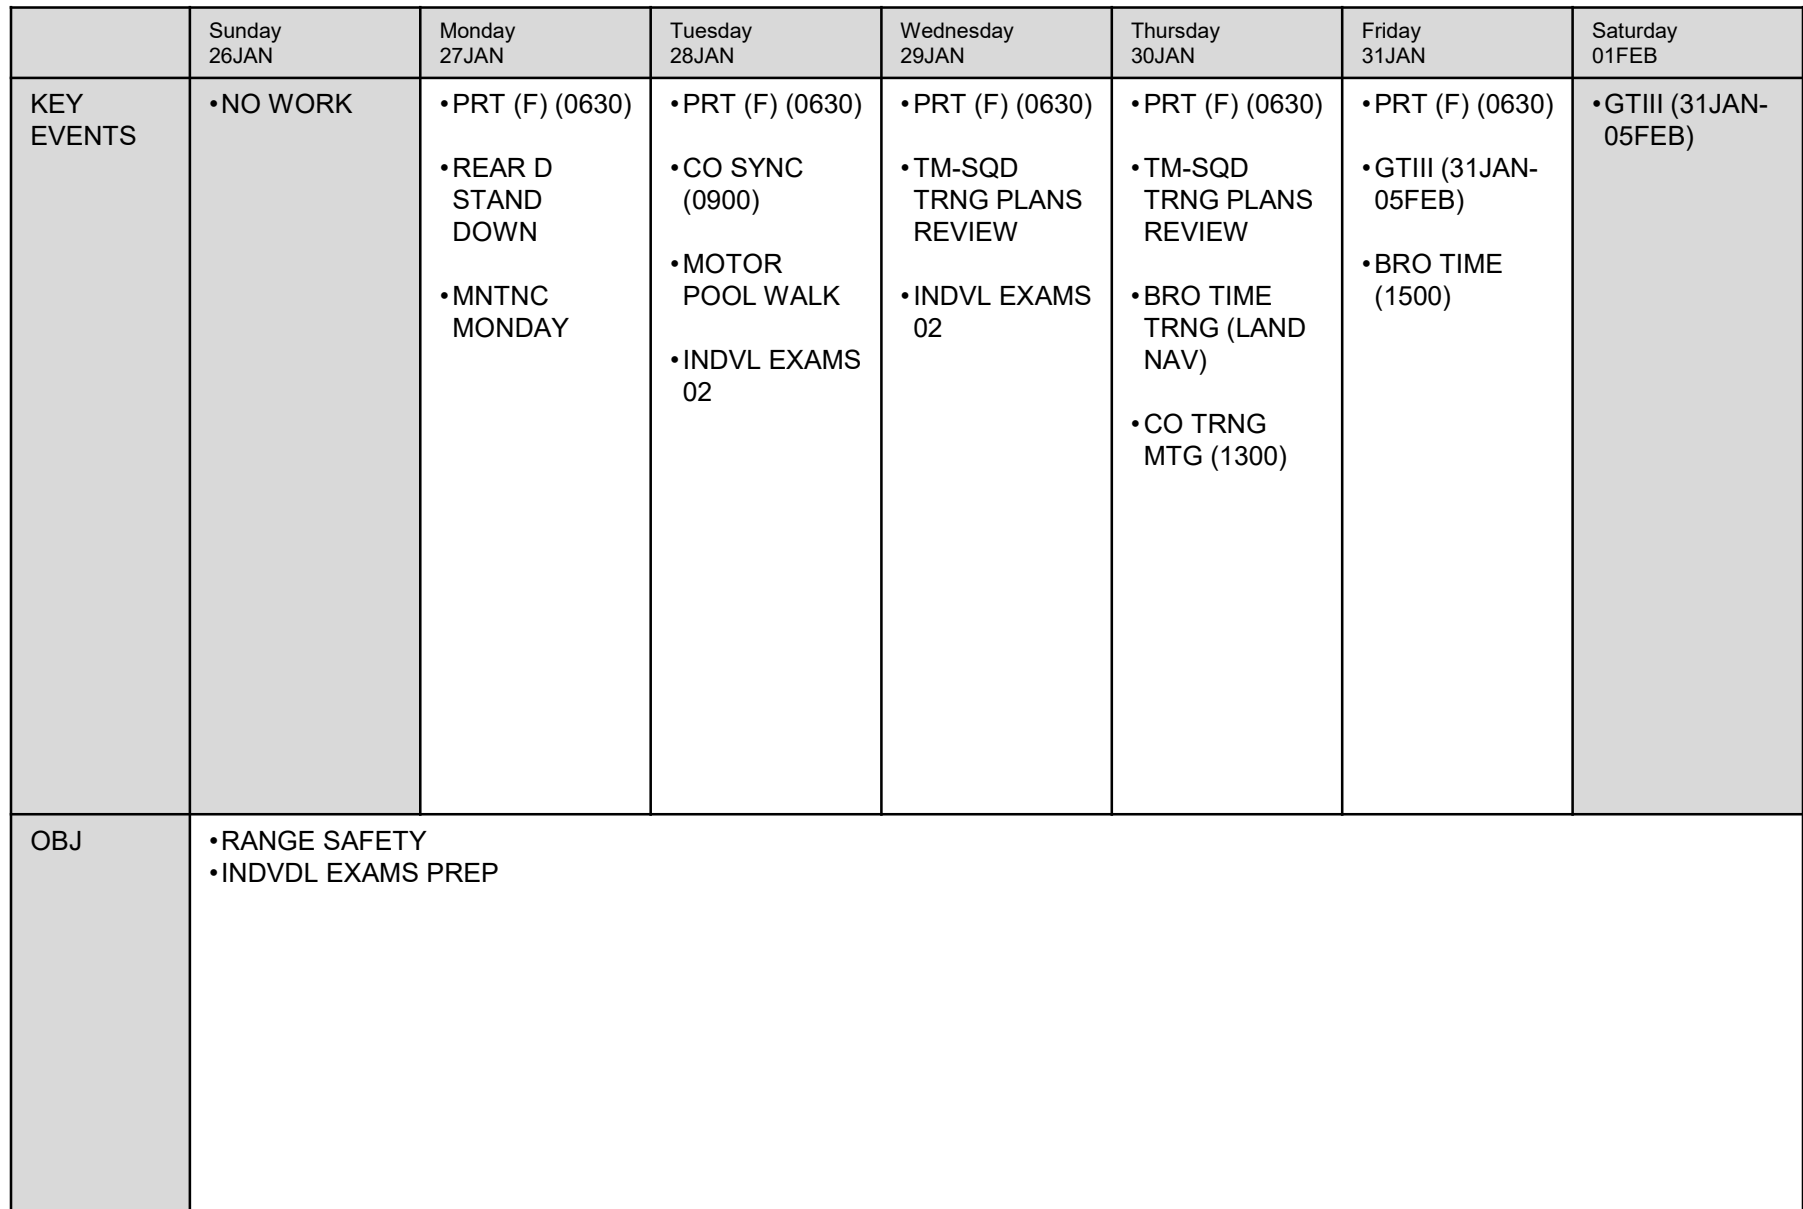 Sunday
26JAN
Monday
27JAN
Tuesday
28JAN
Wednesday
29JAN
Thursday
30JAN
Friday
31JAN
Saturday
01FEB
KEY
EVENTS
•NO WORK
•PRT (F) (0630)
•REAR D
STAND
DOWN
•MNTNC
MONDAY
•PRT (F) (0630)
•CO SYNC
(0900)
•MOTOR
POOL WALK
•INDVL EXAMS
02
•PRT (F) (0630)
•TM-SQD
TRNG PLANS
REVIEW
•INDVL EXAMS
02
•PRT (F) (0630)
•TM-SQD
TRNG PLANS
REVIEW
•BRO TIME
TRNG (LAND
NAV)
•CO TRNG
MTG (1300)
•PRT (F) (0630)
•GTIII (31JAN-
05FEB)
•BRO TIME
(1500)
•GTIII (31JAN-
05FEB)
OBJ
•RANGE SAFETY
•INDVDL EXAMS PREP